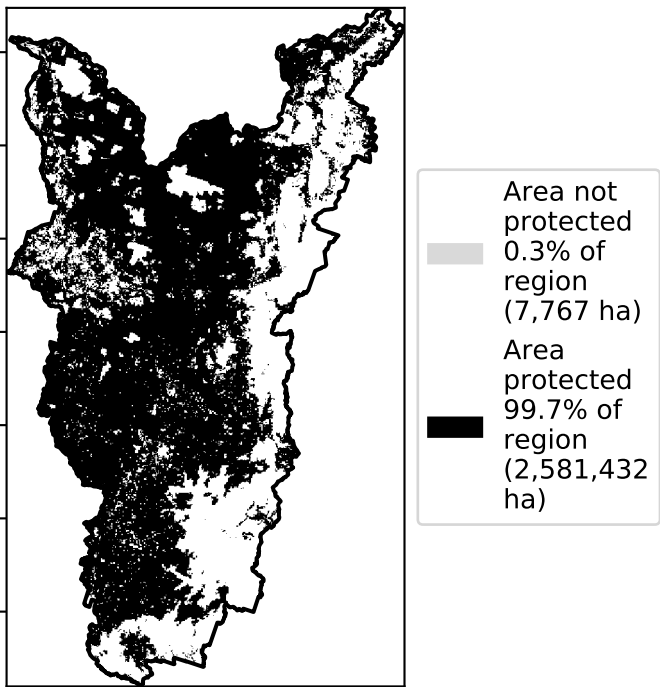 Area not
protected
0.3% of
region
(7,767 ha)
Area
protected
99.7% of
region
(2,581,432
ha)